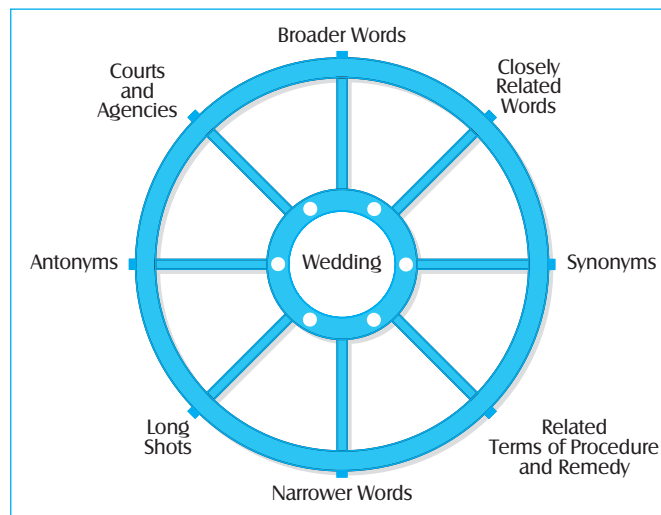 Broader Words
Courts
and
Agencies
Closely
Related
Words
Antonyms
Wedding
Synonyms
Long
Shots
Related
Terms of Procedure
and Remedy
Narrower Words